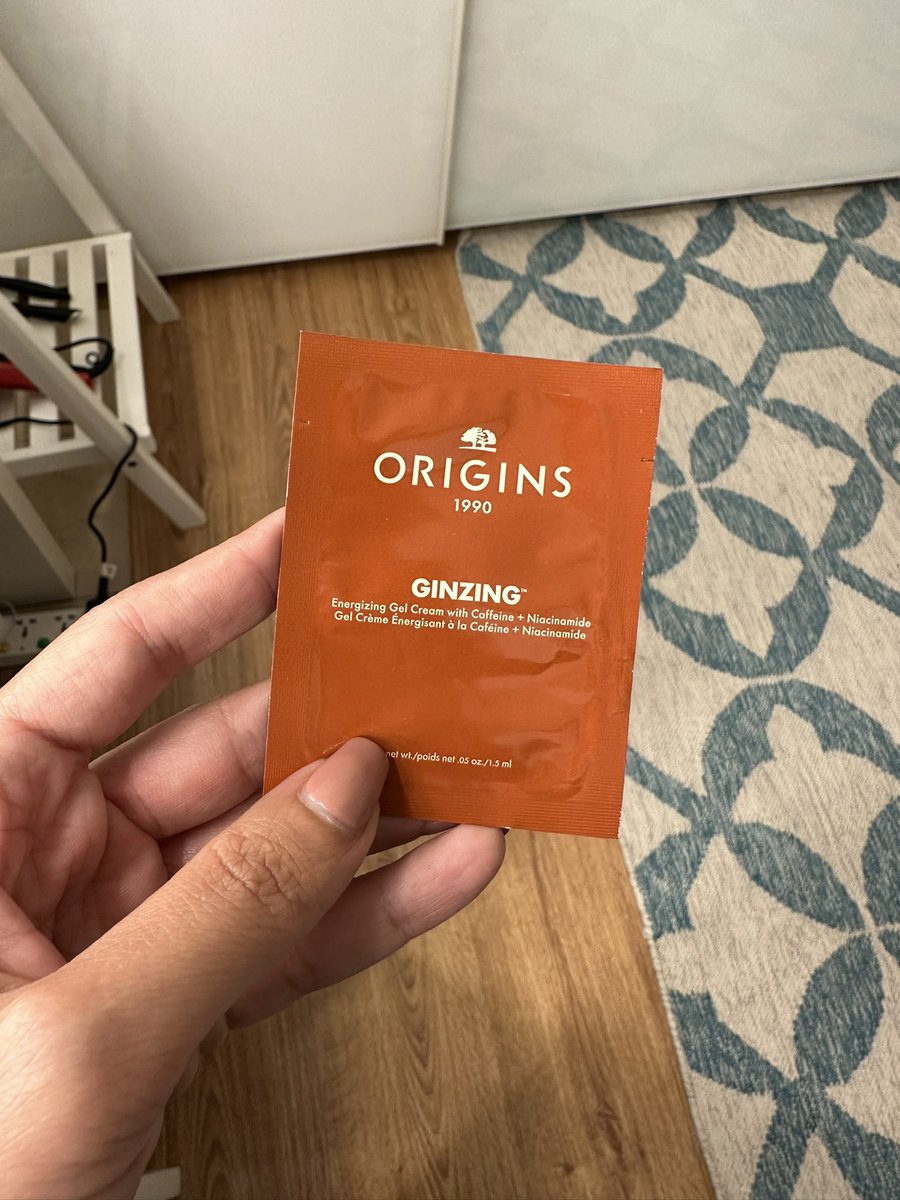 ORIGINS
1990
GINZING™
Energizing Gel Cream with Caffeine + Niacinamide
Gel Crème Énergisant à la Caféine + Niacinamide
net wt./poids net .05 oz./1.5 ml